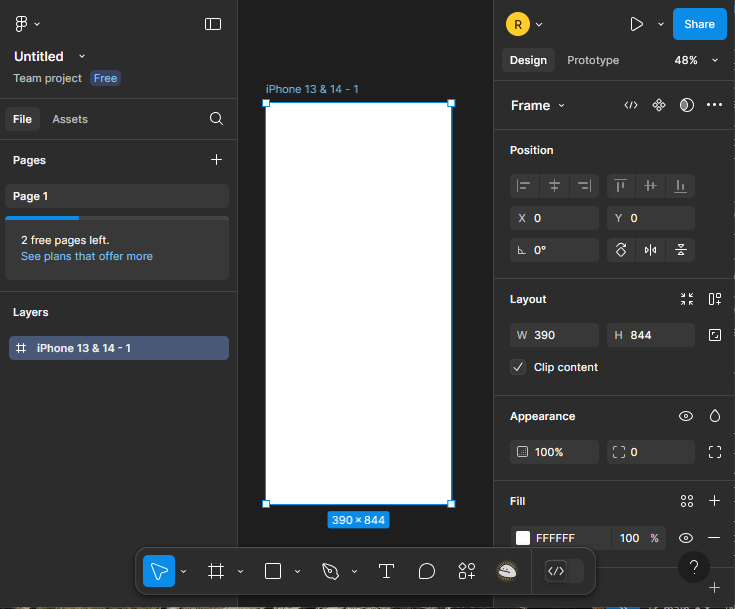 Untitled
Team project Free
File Assets
Pages
Page 1
2 free pages left.
See plans that offer more
Layers
iPhone 13 & 14 - 1
iPhone 13 & 14 - 1
390 × 844
R
Share
Design Prototype 48%
Frame
Position
X 0 Y 0
0°
Layout
W 390 H 844
Clip content
Appearance
100% 0
Fill
FFFFFF 100 %
?